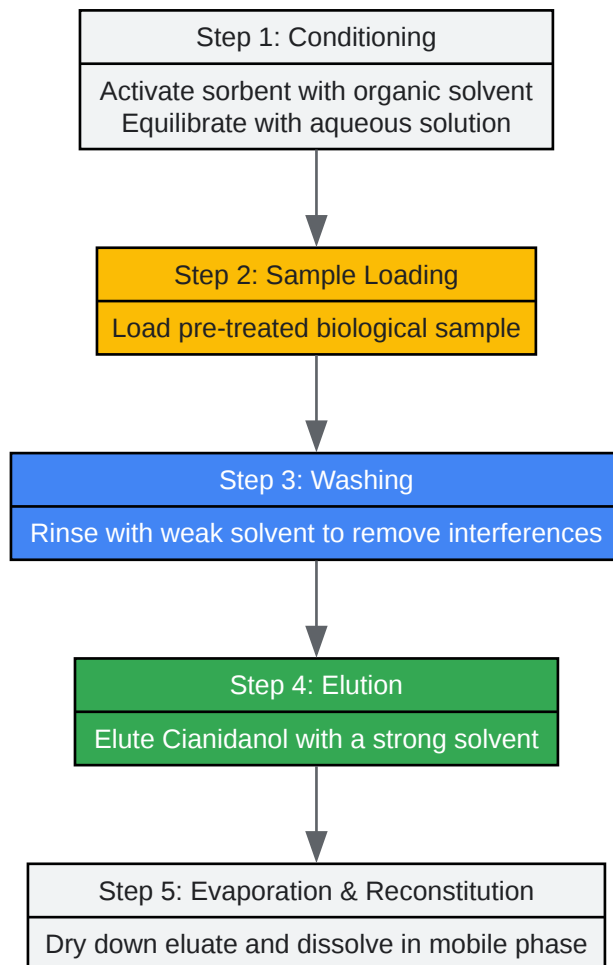 Step 1: Conditioning
Activate sorbent with organic solvent
Equilibrate with aqueous solution
Step 2: Sample Loading
Load pre-treated biological sample
Step 3: Washing
Rinse with weak solvent to remove interferences
Step 4: Elution
Elute Cianidanol with a strong solvent
Step 5: Evaporation & Reconstitution
Dry down eluate and dissolve in mobile phase